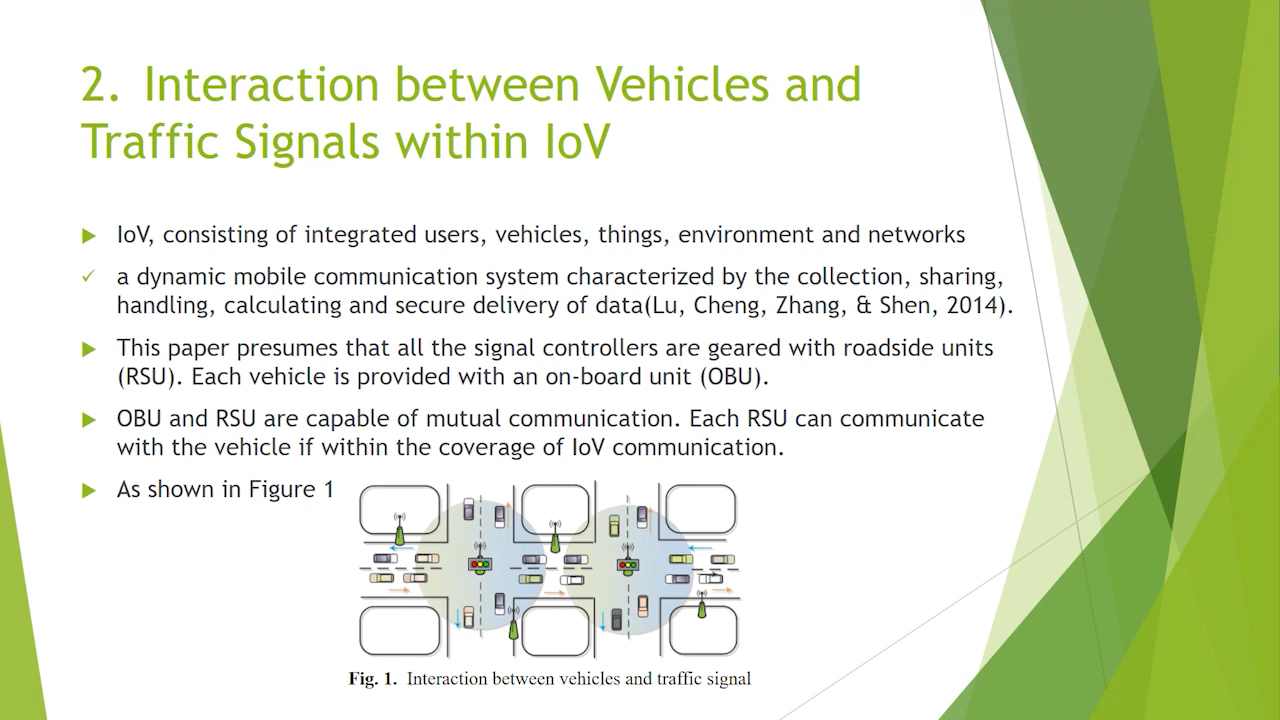 2. Interaction between Vehicles and
Traffic Signals within IoV
IoV, consisting of integrated users, vehicles, things, environment and networks
a dynamic mobile communication system characterized by the collection, sharing,
handling, calculating and secure delivery of data(Lu, Cheng, Zhang, & Shen, 2014).
This paper presumes that all the signal controllers are geared with roadside units
(RSU). Each vehicle is provided with an on-board unit (OBU).
OBU and RSU are capable of mutual communication. Each RSU can communicate
with the vehicle if within the coverage of IoV communication.
As shown in Figure 1
Fig. 1. Interaction between vehicles and traffic signal